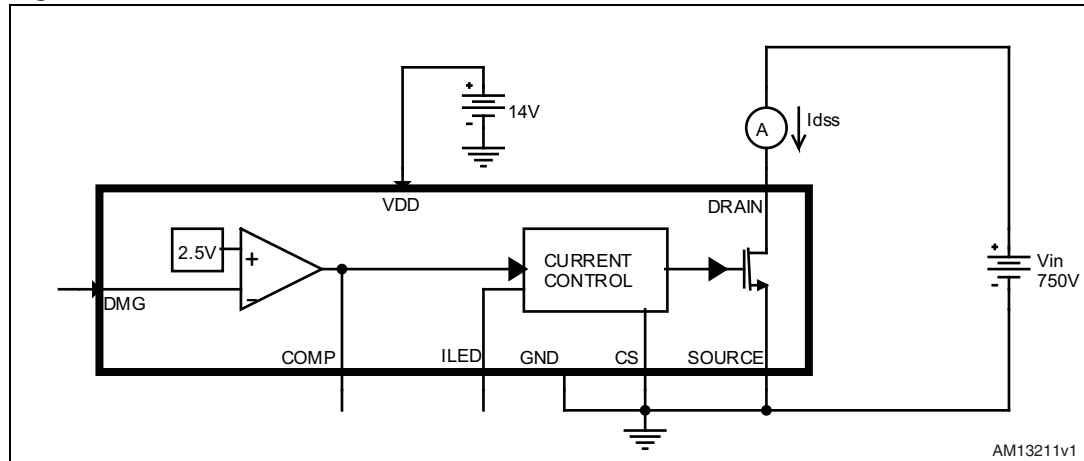 +
14V
-
A
Idss
VDD
DRAIN
2.5V
+
-
CURRENT
CONTROL
+
Vin
750V
-
DMG
COMP
ILED
GND
CS
SOURCE
AM13211v1